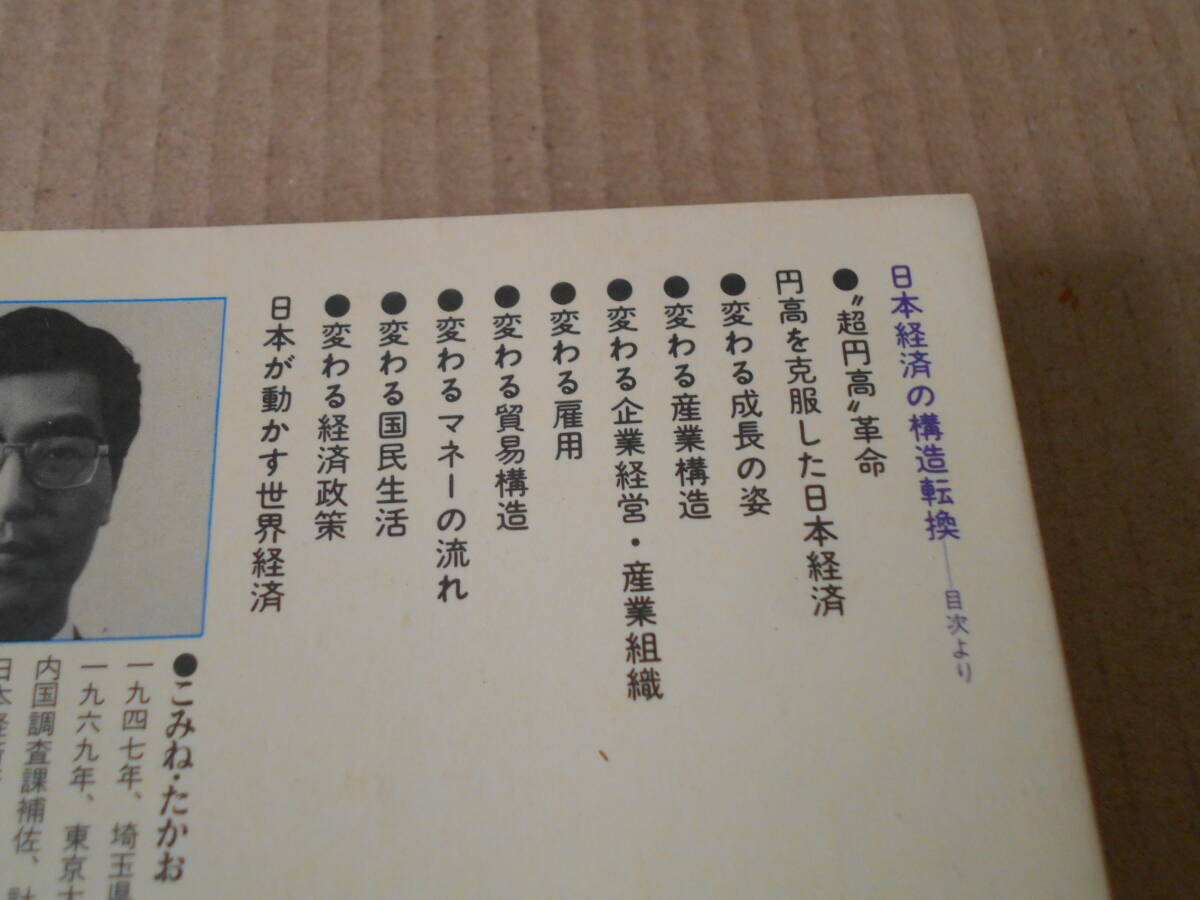 日本経済の構造転換——目次より
●〝超円高〟革命
円高を克服した日本経済
●変わる成長の姿
●変わる産業構造
●変わる企業経営・産業組織
●変わる雇用
●変わる貿易構造
●変わるマネーの流れ
●変わる国民生活
●変わる経済政策
日本が動かす世界経済
●こみね・たかお
一九四七年、埼玉県
一九六九年、東京大
内国調査課補佐、計
日本経済